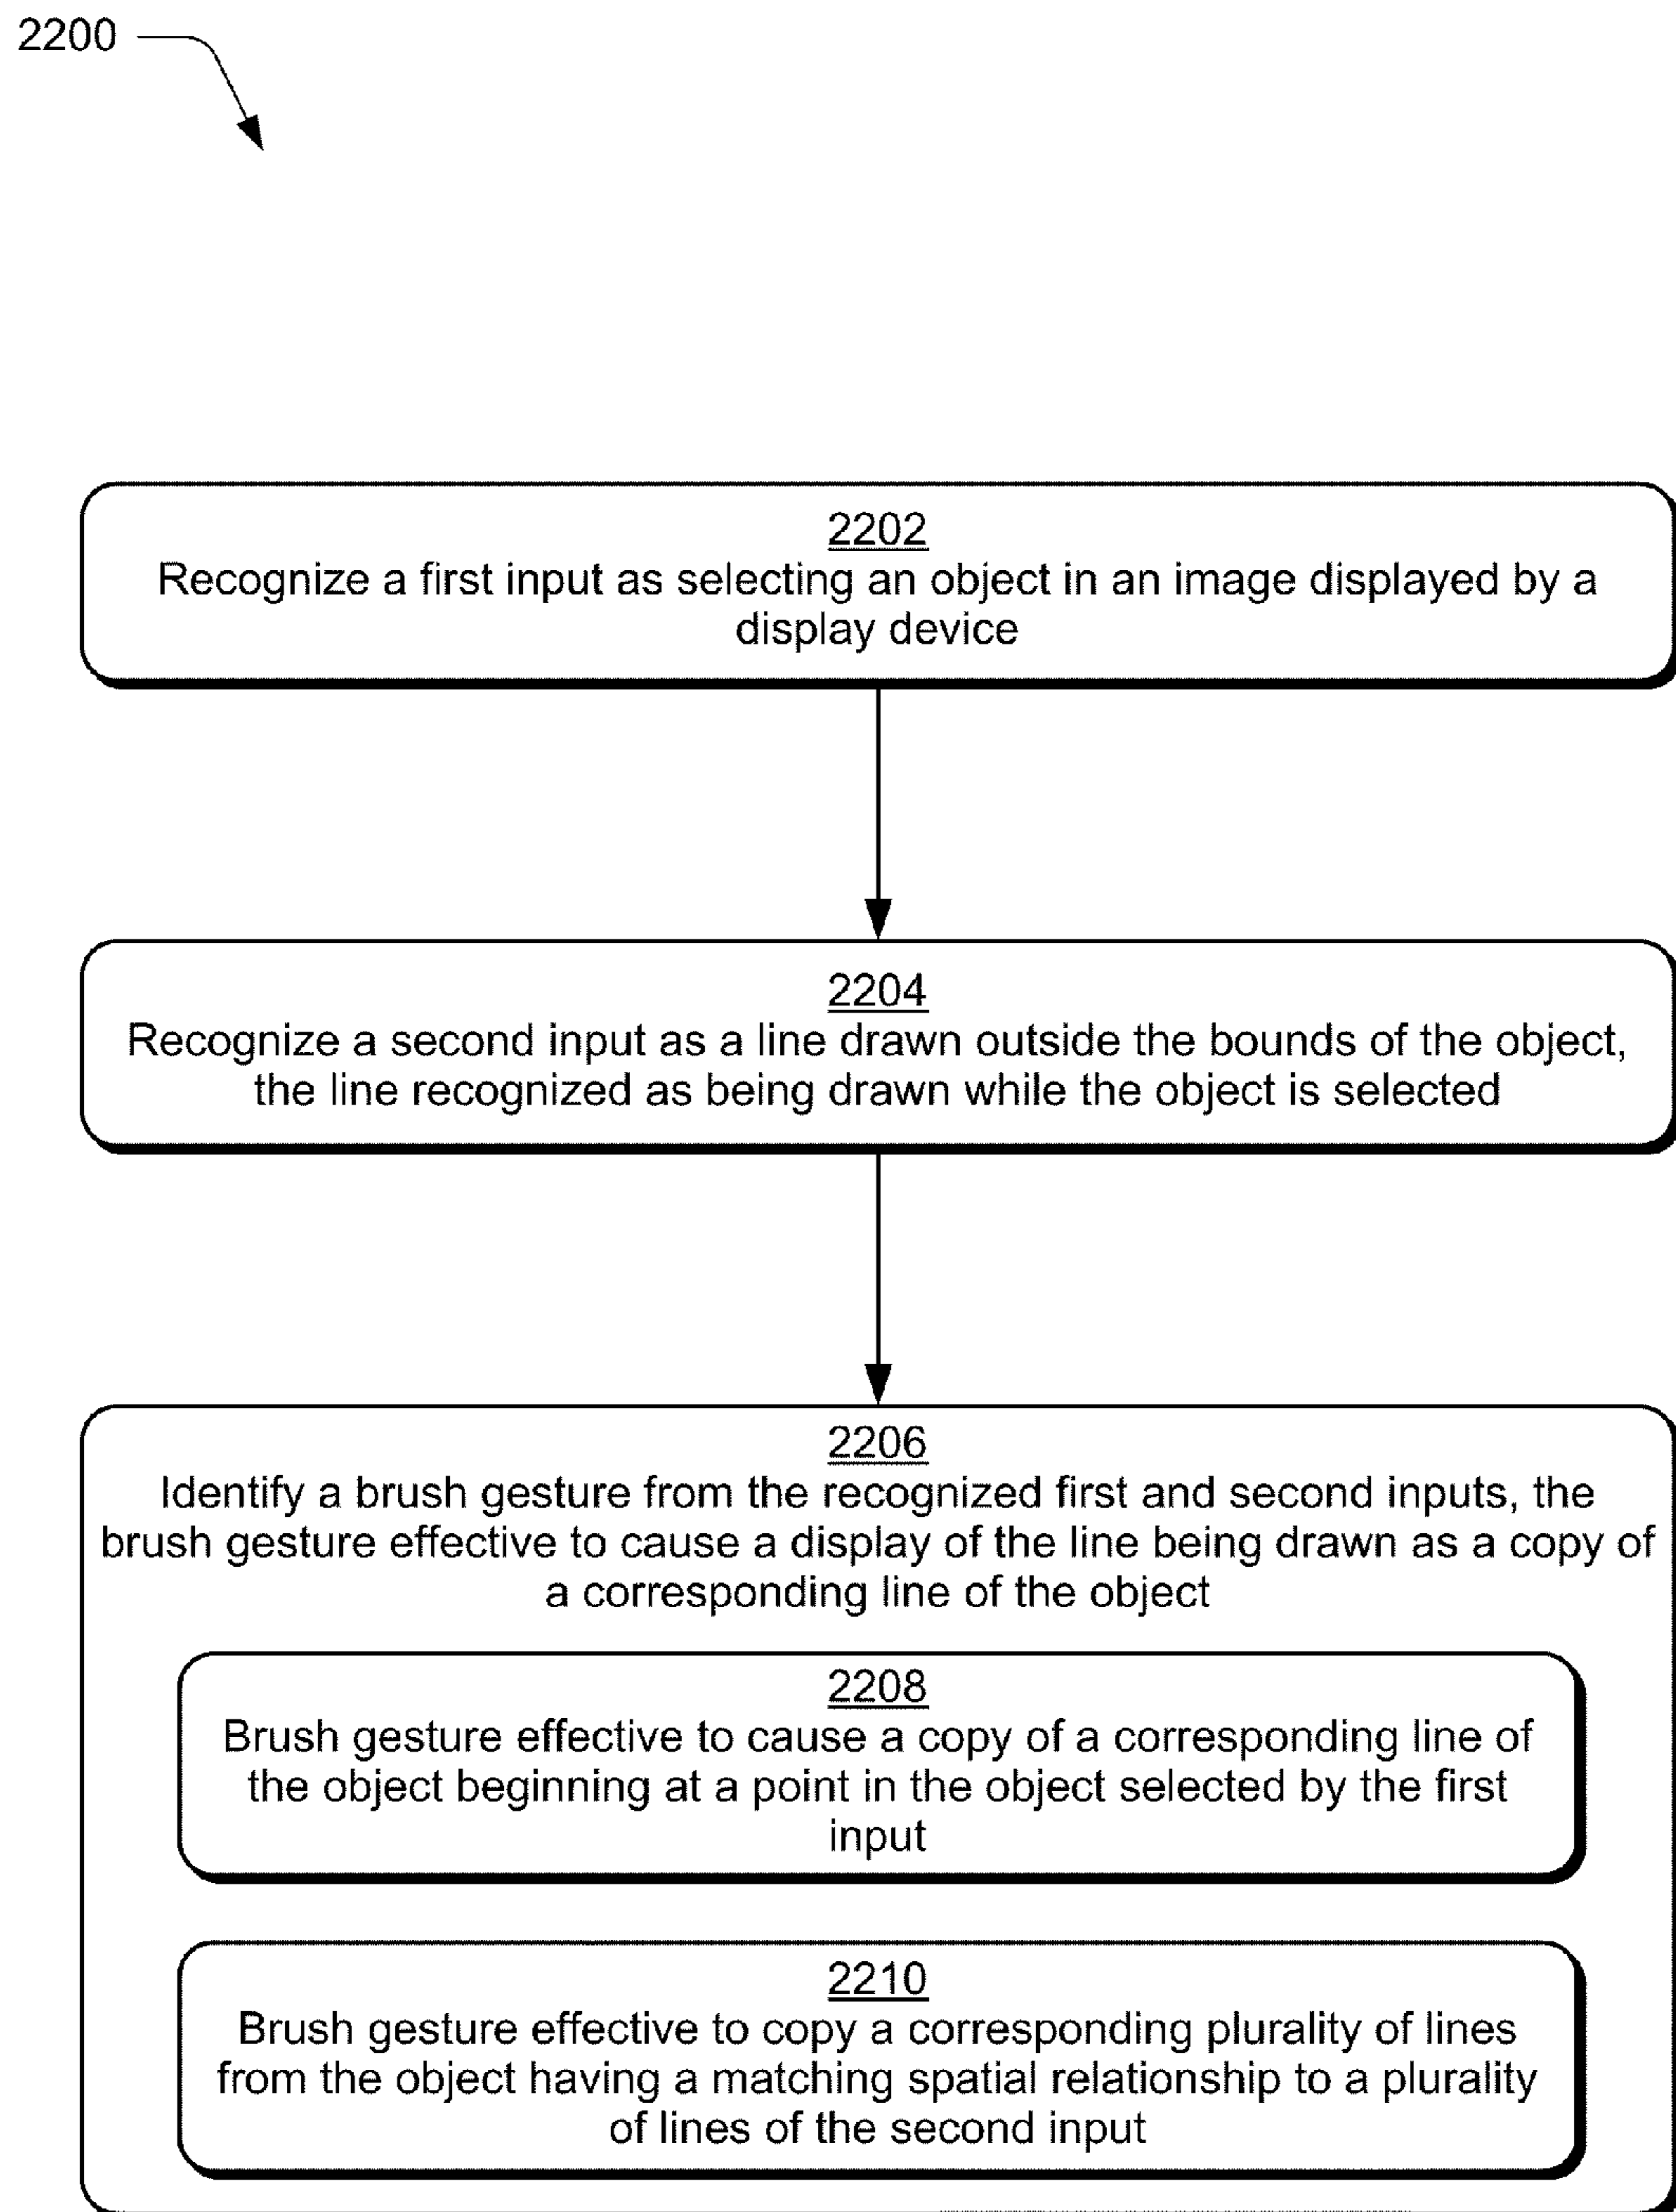 2200
2202
Recognize a first input as selecting an object in an image displayed by a
display device
2204
Recognize a second input as a line drawn outside the bounds of the object,
the line recognized as being drawn while the object is selected
2206
Identify a brush gesture from the recognized first and second inputs, the
brush gesture effective to cause a display of the line being drawn as a copy of
a corresponding line of the object
2208
Brush gesture effective to cause a copy of a corresponding line of
the object beginning at a point in the object selected by the first
input
2210
Brush gesture effective to copy a corresponding plurality of lines
from the object having a matching spatial relationship to a plurality
of lines of the second input